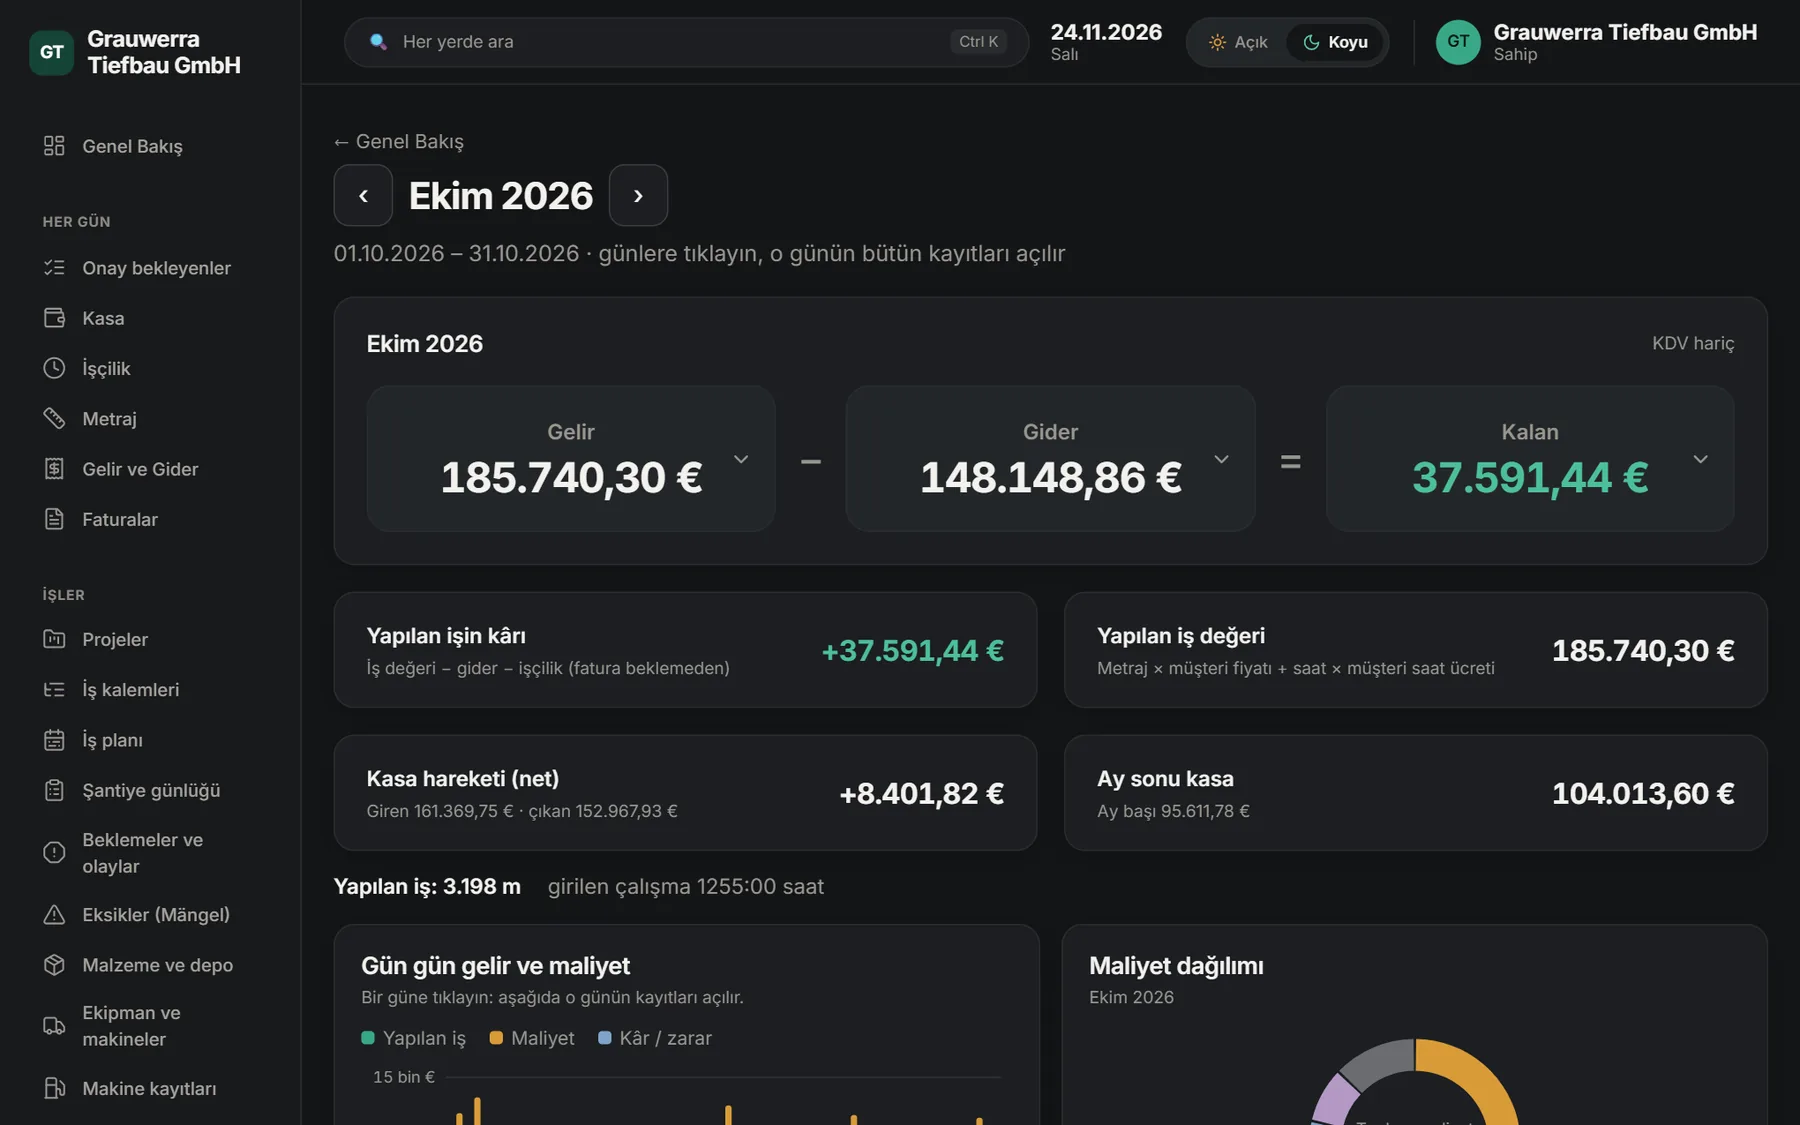 GT
Grauwerra
Tiefbau GmbH
Genel Bakış
HER GÜN
Onay bekleyenler
Kasa
İşçilik
Metraj
Gelir ve Gider
Faturalar
İŞLER
Projeler
İş kalemleri
İş planı
Şantiye günlüğü
Beklemeler ve
olaylar
Eksikler (Mängel)
Malzeme ve depo
Ekipman ve
makineler
Makine kayıtları
Her yerde ara
Ctrl K
24.11.2026
Salı
Açık
Koyu
GT
Grauwerra Tiefbau GmbH
Sahip
← Genel Bakış
‹ Ekim 2026 ›
01.10.2026 – 31.10.2026 · günlere tıklayın, o günün bütün kayıtları açılır
Ekim 2026
KDV hariç
Gelir
185.740,30 €
−
Gider
148.148,86 €
=
Kalan
37.591,44 €
Yapılan işin kârı
İş değeri − gider − işçilik (fatura beklemeden)
+37.591,44 €
Yapılan iş değeri
Metraj × müşteri fiyatı + saat × müşteri saat ücreti
185.740,30 €
Kasa hareketi (net)
Giren 161.369,75 € · çıkan 152.967,93 €
+8.401,82 €
Ay sonu kasa
Ay başı 95.611,78 €
104.013,60 €
Yapılan iş: 3.198 m girilen çalışma 1255:00 saat
Gün gün gelir ve maliyet
Bir güne tıklayın: aşağıda o günün kayıtları açılır.
Yapılan iş Maliyet Kâr / zarar
15 bin €
Maliyet dağılımı
Ekim 2026